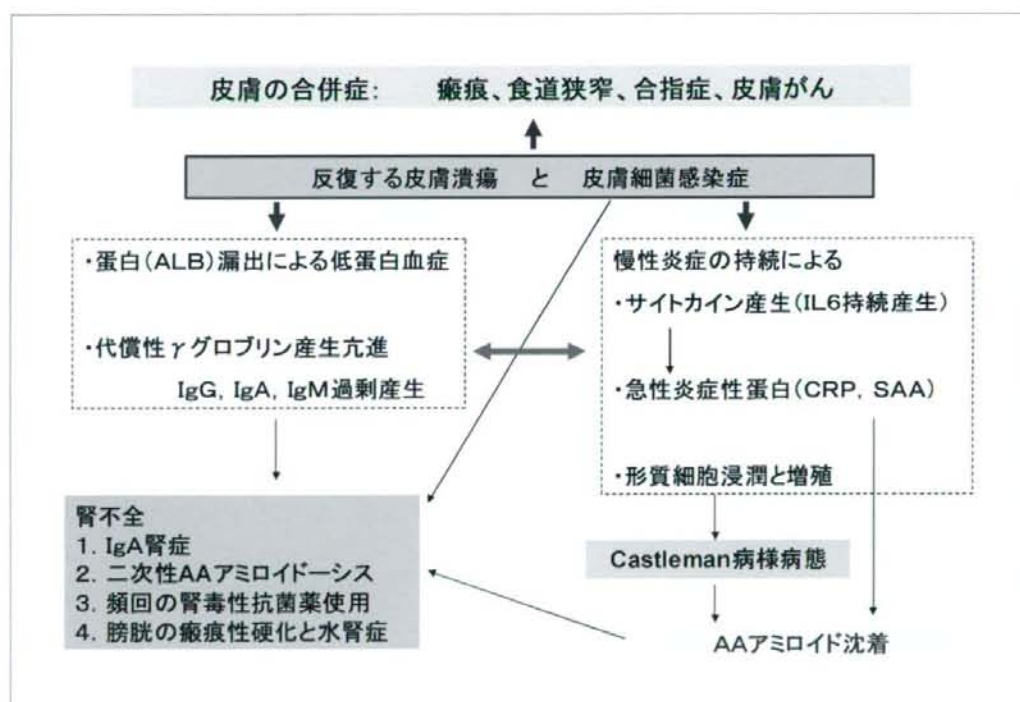 皮膚の合併症: 瘢痕、食道狭窄、合指症、皮膚がん
反復する皮膚潰瘍 と 皮膚細菌感染症
・蛋白(ALB)漏出による低蛋白血症
・代償性γグロブリン産生亢進
IgG, IgA, IgM過剰産生
慢性炎症の持続による
・サイトカイン産生(IL6持続産生)
・急性炎症性蛋白(CRP, SAA)
・形質細胞浸潤と増殖
腎不全
1. IgA腎症
2. 二次性AAアミロイドーシス
3. 頻回の腎毒性抗菌薬使用
4. 膀胱の瘢痕性硬化と水腎症
Castleman病様病態
AAアミロイド沈着